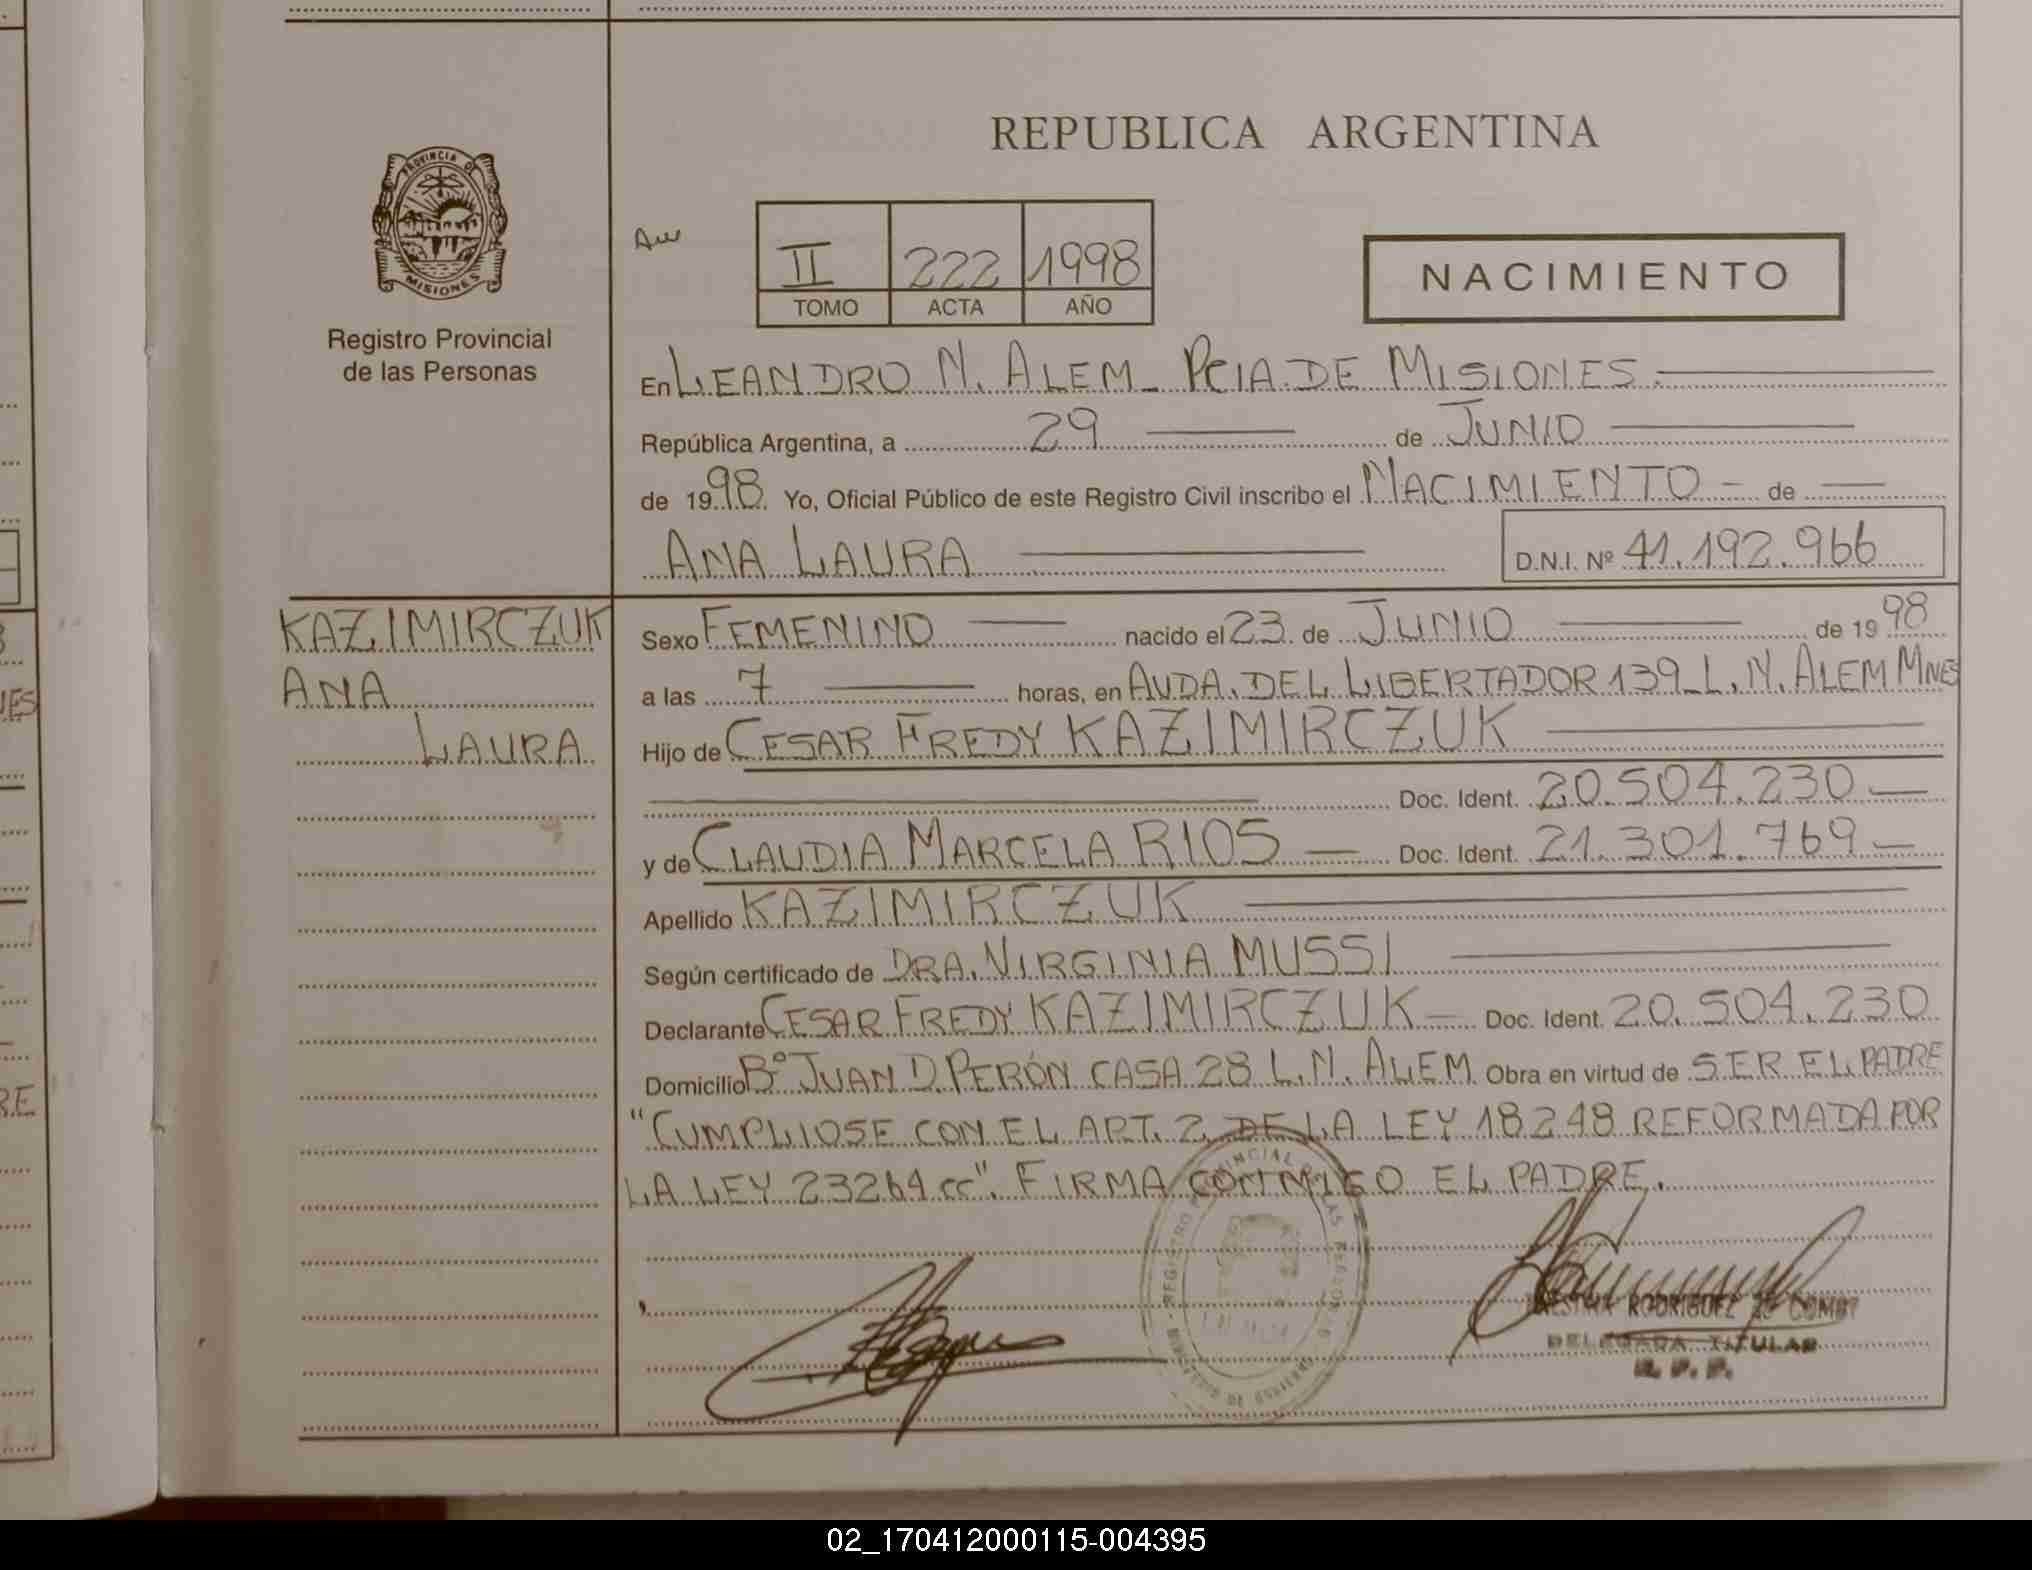 REPUBLICA ARGENTINA
PROVINCIA DE
MISIONES
Registro Provincial
de las Personas
II 222 1998
TOMO ACTA AÑO
NACIMIENTO
En LEANDRO N. ALEM - PCIA. DE MISIONES.
República Argentina, a 29 de JUNIO
de 1998 Yo, Oficial Público de este Registro Civil inscribo el NACIMIENTO - de
ANA LAURA D.N.I. Nº 41.192.966
KAZIMIRCZUK
ANA
LAURA
Sexo FEMENINO nacido el 23 de JUNIO de 1998
a las 7 horas, en AVDA. DEL LIBERTADOR 139 - L. N. ALEM MNES
Hijo de CESAR FREDY KAZIMIRCZUK
Doc. Ident. 20.504.230
y de CLAUDIA MARCELA RIOS Doc. Ident. 21.301.769
Apellido KAZIMIRCZUK
Según certificado de DRA. VIRGINIA MUSSI
Declarante CESAR FREDY KAZIMIRCZUK - Doc. Ident. 20.504.230
Domicilio Bº JUAN D. PERÓN CASA 28 L. N. ALEM Obra en virtud de SER EL PADRE
"CUMPLIOSE CON EL ART. 2 DE LA LEY 18248 REFORMADA POR
LA LEY 23264 cc". FIRMA CONMIGO EL PADRE.
RODRIGUEZ
DELEGADA TITULAR
02_170412000115-004395